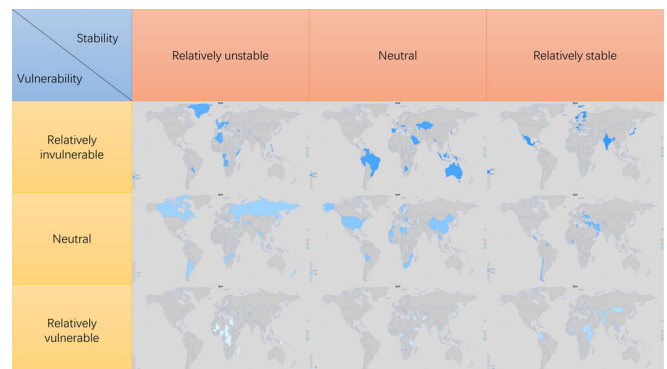 Stability
Vulnerability
Relatively unstable
Neutral
Relatively stable
Relatively
invulnerable
Neutral
Relatively
vulnerable